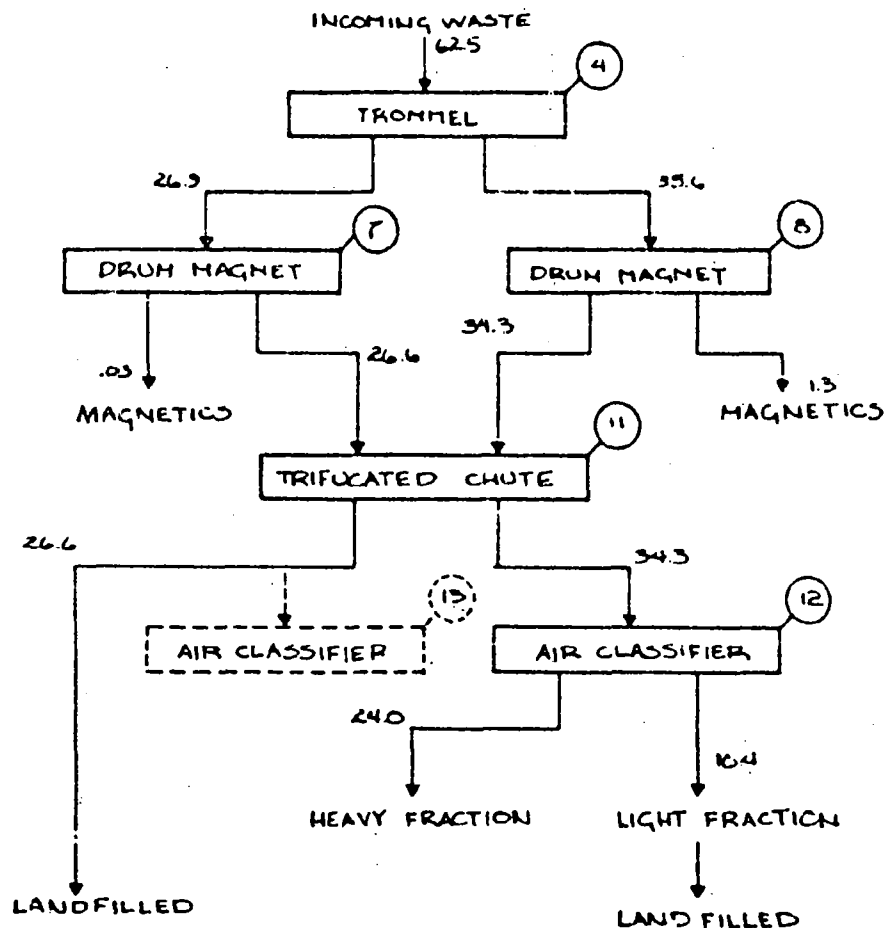 INCOMING WASTE
62.5
4
TROMMEL
26.9
35.6
7
8
DRUM MAGNET
DRUM MAGNET
34.3
26.6
.03
1.3
MAGNETICS
MAGNETICS
11
TRIFUCATED CHUTE
26.6
34.3
13
12
AIR CLASSIFIER
AIR CLASSIFIER
24.0
10.4
HEAVY FRACTION
LIGHT FRACTION
LANDFILLED
LAND FILLED